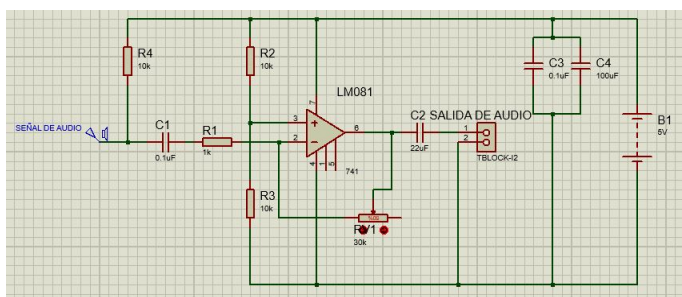 R4
10k
R2
10k
C3
0.1uF
C4
100uF
LM081
SEÑAL DE AUDIO
C1
0.1uF
R1
1k
3
2
7
6
4
1
5
741
C2 SALIDA DE AUDIO
22uF
1
2
TBLOCK-I2
B1
5V
R3
10k
RV1
30k